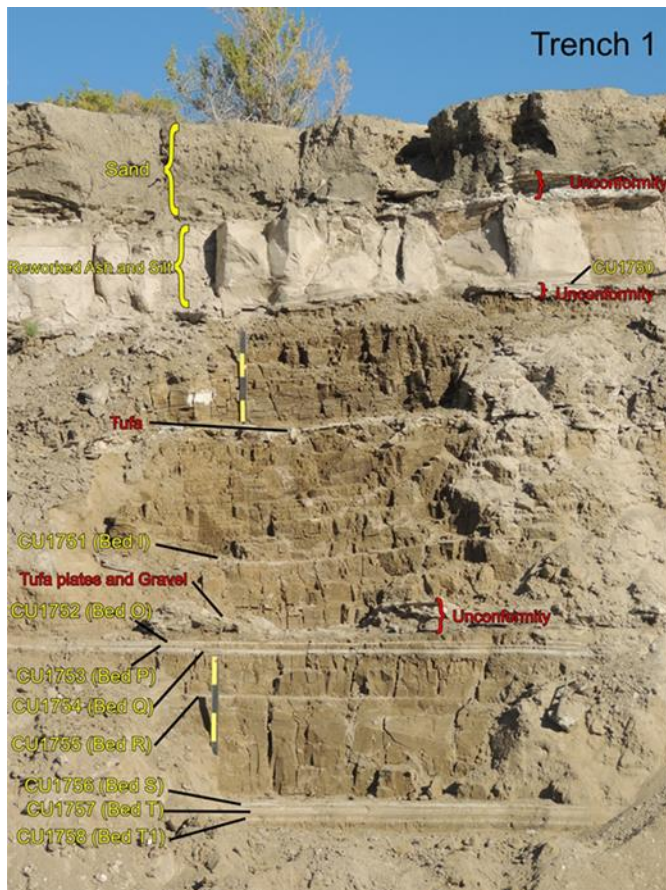 Trench 1
Sand
Unconformity
Reworked Ash and Silt
CU1760
Unconformity
Tufa
CU1751 (Bed I)
Tufa plates and Gravel
CU1752 (Bed O)
Unconformity
CU1753 (Bed P)
CU1754 (Bed Q)
CU1755 (Bed R)
CU1756 (Bed S)
CU1757 (Bed T)
CU1758 (Bed T1)